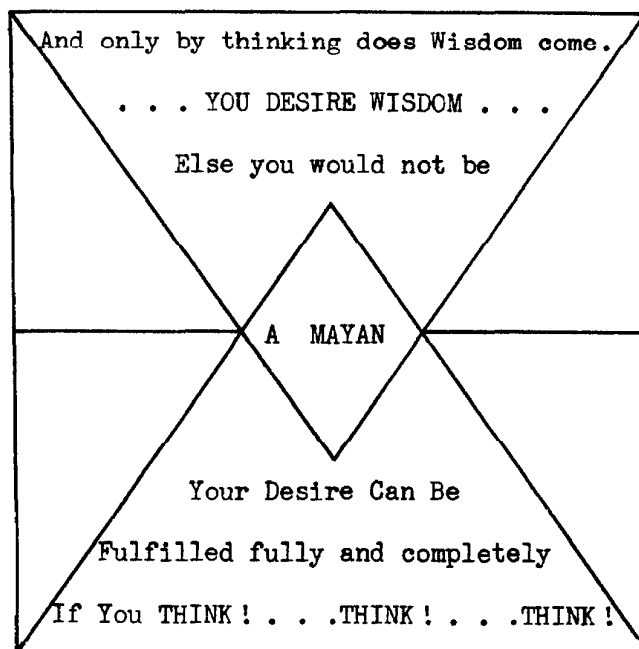 And only by thinking does Wisdom come.
. . . YOU DESIRE WISDOM . . .
Else you would not be
A MAYAN
Your Desire Can Be
Fulfilled fully and completely
If You THINK! . . .THINK! . . .THINK!